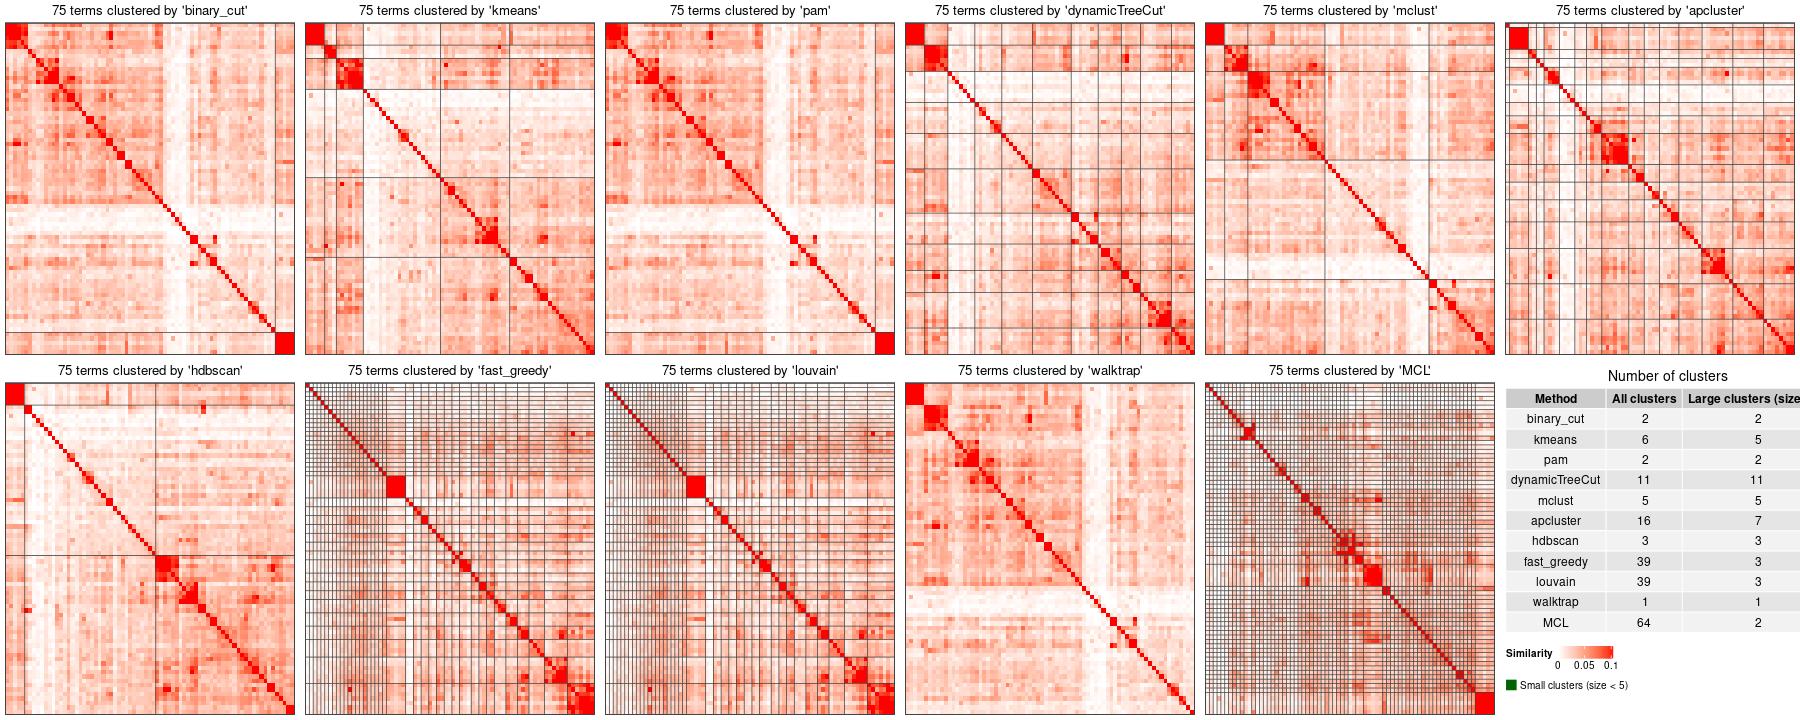 75 terms clustered by 'binary_cut'
75 terms clustered by 'kmeans'
75 terms clustered by 'pam'
75 terms clustered by 'dynamicTreeCut'
75 terms clustered by 'mclust'
75 terms clustered by 'apcluster'
75 terms clustered by 'hdbscan'
75 terms clustered by 'fast_greedy'
75 terms clustered by 'louvain'
75 terms clustered by 'walktrap'
75 terms clustered by 'MCL'
Number of clusters
Method All clusters Large clusters (size
binary_cut 2 2
kmeans 6 5
pam 2 2
dynamicTreeCut 11 11
mclust 5 5
apcluster 16 7
hdbscan 3 3
fast_greedy 39 3
louvain 39 3
walktrap 1 1
MCL 64 2
Similarity
0 0.05 0.1
Small clusters (size < 5)